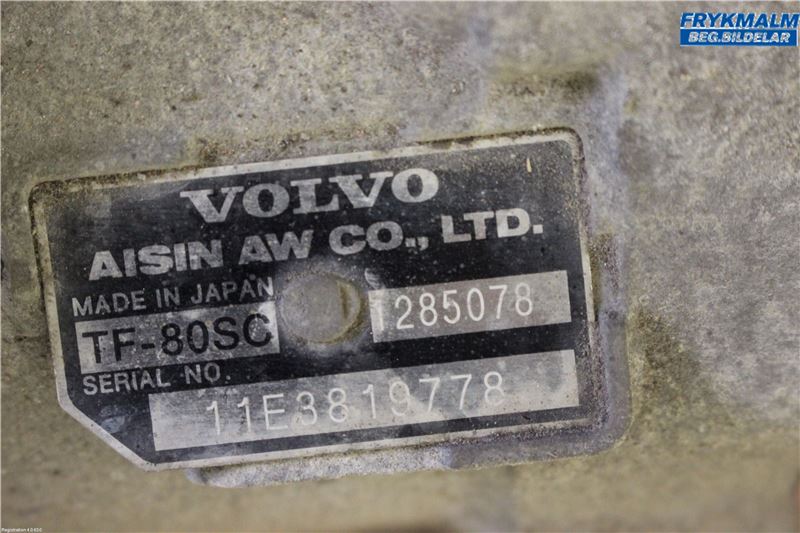 FRYKMALM
BEG.BILDELAR
VOLVO
AISIN AW CO., LTD.
MADE IN JAPAN
TF-80SC
1285078
SERIAL NO.
11E3819778